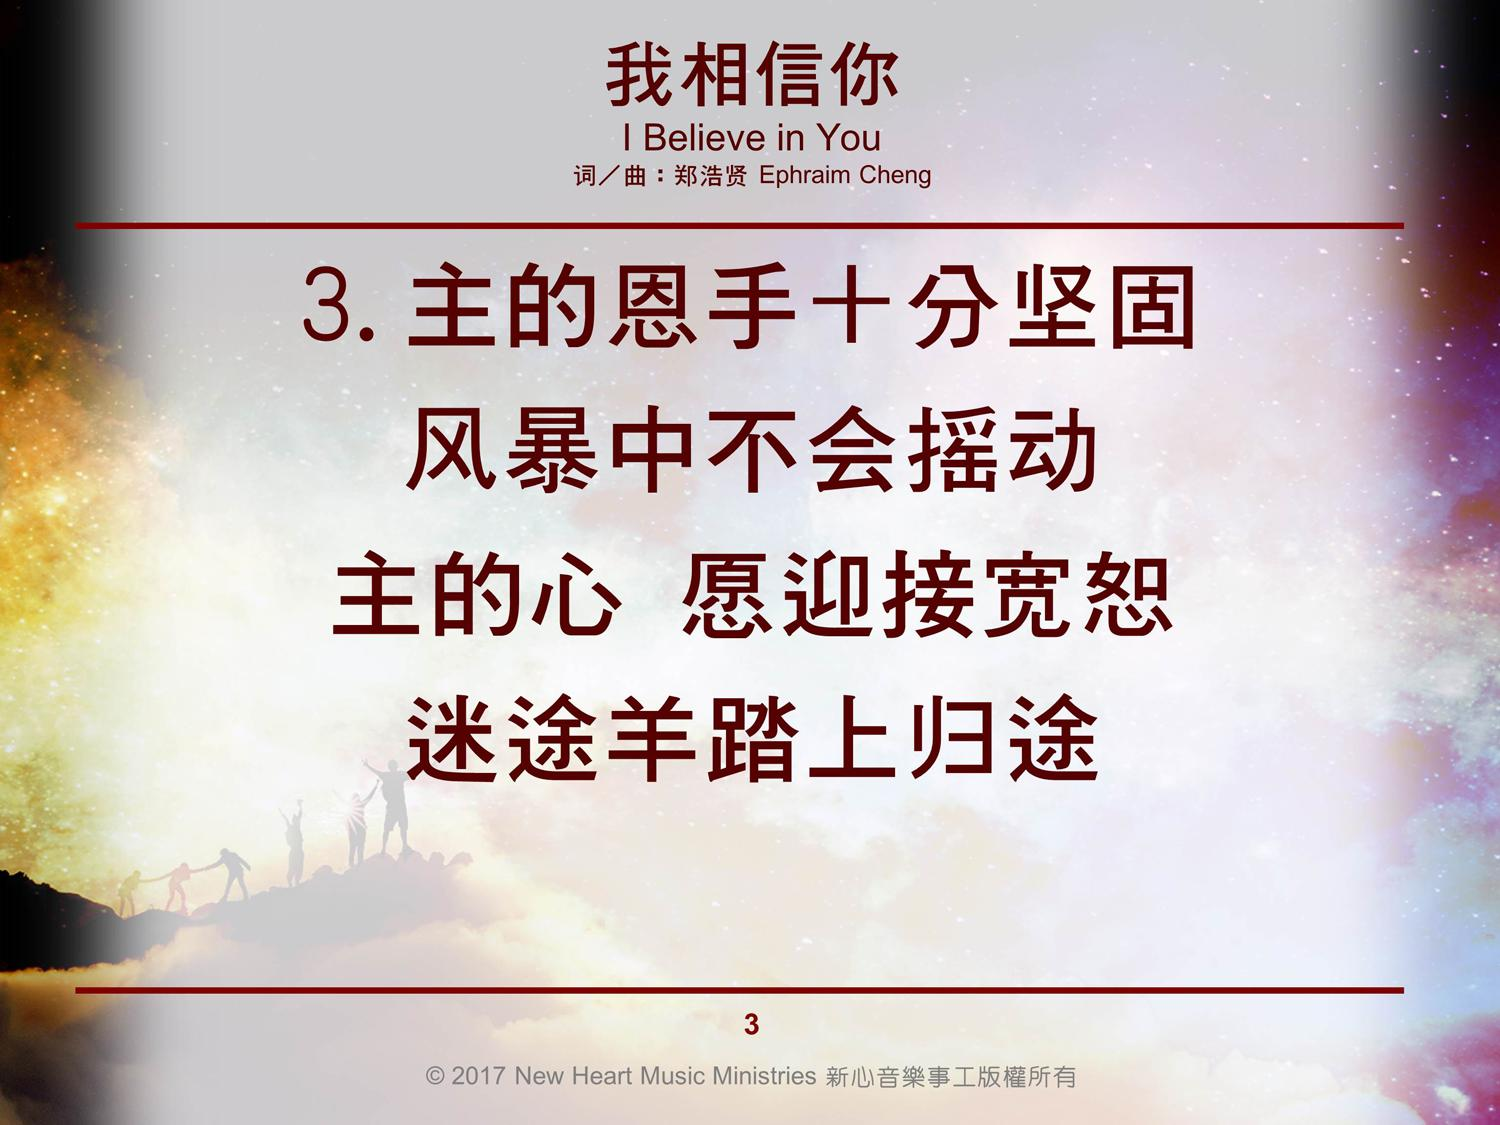 我相信你
I Believe in You
词／曲：郑浩贤 Ephraim Cheng
3. 主的恩手十分坚固
风暴中不会摇动
主的心 愿迎接宽恕
迷途羊踏上归途
3
© 2017 New Heart Music Ministries 新心音樂事工版權所有